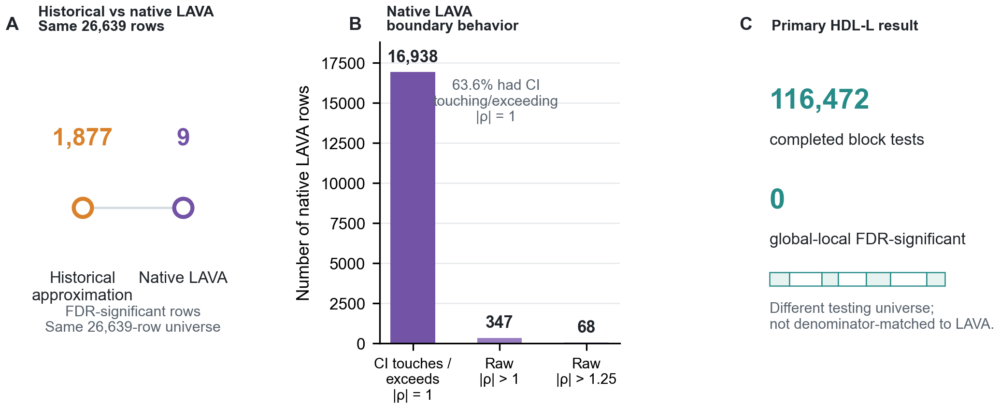 A
Historical vs native LAVA
Same 26,639 rows
1,877
9
Historical
approximation
Native LAVA
FDR-significant rows
Same 26,639-row universe
B
Native LAVA
boundary behavior
Number of native LAVA rows
17500
15000
12500
10000
7500
5000
2500
0
16,938
63.6% had CI
touching/exceeding
|ρ| = 1
347
68
CI touches /
exceeds
|ρ| = 1
Raw
|ρ| > 1
Raw
|ρ| > 1.25
C
Primary HDL-L result
116,472
completed block tests
0
global-local FDR-significant
Different testing universe;
not denominator-matched to LAVA.